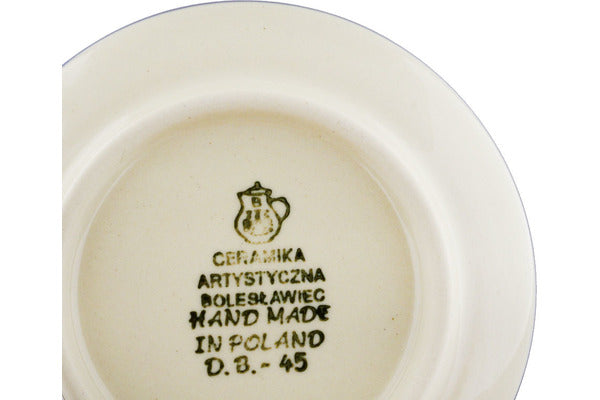 CERAMIKA
ARTYSTYCZNA
BOLESŁAWIEC
HAND MADE
IN POLAND
D.B.-45